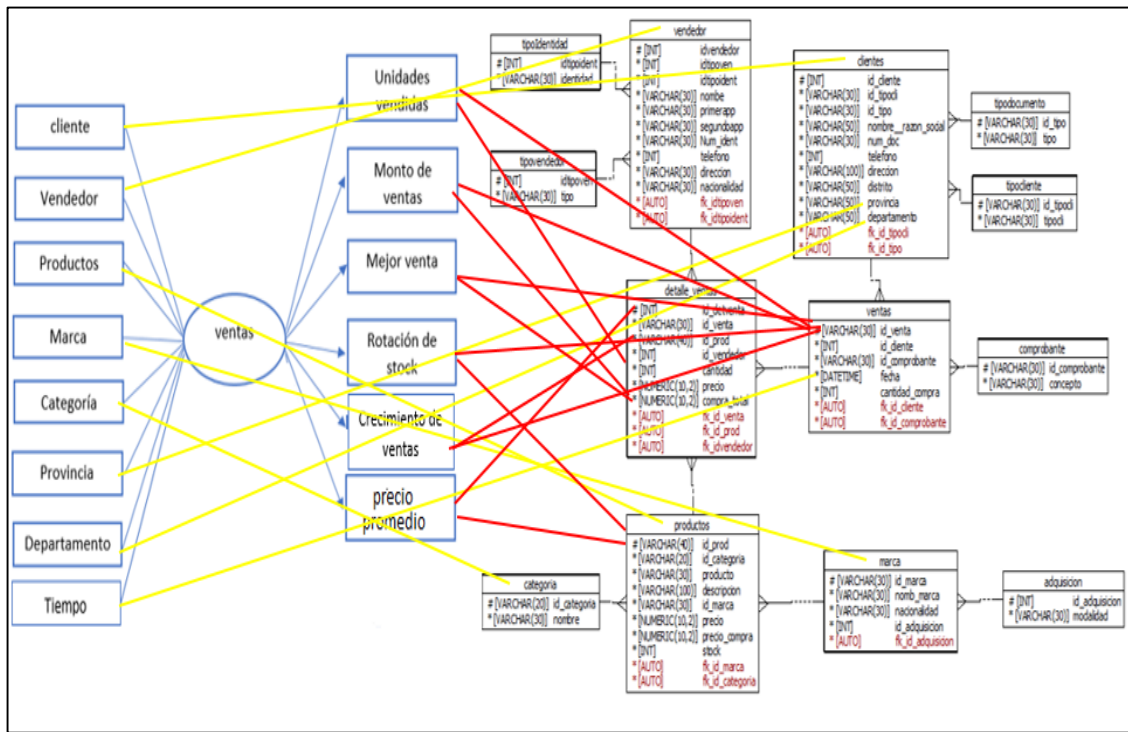 cliente
Vendedor
Productos
Marca
Categoría
Provincia
Departamento
Tiempo
ventas
Unidades
vendidas
Monto de
ventas
Mejor venta
Rotación de
stock
Crecimiento de
ventas
precio
promedio
tipoIdentidad
# [INT] idtipoident
* [VARCHAR(30)] identidad
tipovendedor
# [INT] idtipoven
* [VARCHAR(30)] tipo
vendedor
# [INT] idvendedor
* [INT] idtipoven
* [INT] idtipoident
* [VARCHAR(30)] nombe
* [VARCHAR(30)] primerapp
* [VARCHAR(30)] segundoapp
* [VARCHAR(30)] Num_ident
* [INT] telefono
* [VARCHAR(30)] direccion
* [VARCHAR(30)] nacionalidad
* [AUTO] fk_idtipoven
* [AUTO] fk_idtipoident
clientes
# [INT] id_cliente
* [VARCHAR(30)] id_tipocli
* [VARCHAR(30)] id_tipo
* [VARCHAR(50)] nombre__razon_social
* [VARCHAR(30)] num_doc
* [INT] telefono
* [VARCHAR(100)] direccion
* [VARCHAR(50)] distrito
* [VARCHAR(50)] provincia
* [VARCHAR(50)] departamento
* [AUTO] fk_id_tipocli
* [AUTO] fk_id_tipo
tipodocumento
# [VARCHAR(30)] id_tipo
* [VARCHAR(30)] tipo
tipocliente
# [VARCHAR(30)] id_tipocli
* [VARCHAR(30)] tipocli
detalle_ventas
# [INT] id_detventa
* [VARCHAR(30)] id_venta
* [VARCHAR(40)] id_prod
* [INT] id_vendedor
* [INT] cantidad
* [NUMERIC(10,2)] precio
* [NUMERIC(10,2)] compra_total
* [AUTO] fk_id_venta
* [AUTO] fk_id_prod
* [AUTO] fk_idvendedor
ventas
[VARCHAR(30)] id_venta
* [INT] id_cliente
* [VARCHAR(30)] id_comprobante
* [DATETIME] fecha
* [INT] cantidad_compra
* [AUTO] fk_id_cliente
* [AUTO] fk_id_comprobante
comprobante
# [VARCHAR(30)] id_comprobante
* [VARCHAR(30)] concepto
categoria
# [VARCHAR(20)] id_categoria
* [VARCHAR(30)] nombre
productos
# [VARCHAR(40)] id_prod
* [VARCHAR(20)] id_categoria
* [VARCHAR(30)] producto
* [VARCHAR(100)] descripcion
* [VARCHAR(30)] id_marca
* [NUMERIC(10,2)] precio
* [NUMERIC(10,2)] precio_compra
* [INT] stock
* [AUTO] fk_id_marca
* [AUTO] fk_id_categoria
marca
# [VARCHAR(30)] id_marca
* [VARCHAR(30)] nomb_marca
* [VARCHAR(30)] nacionalidad
* [INT] id_adquisicion
* [AUTO] fk_id_adquisicion
adquisicion
# [INT] id_adquisicion
* [VARCHAR(30)] modalidad